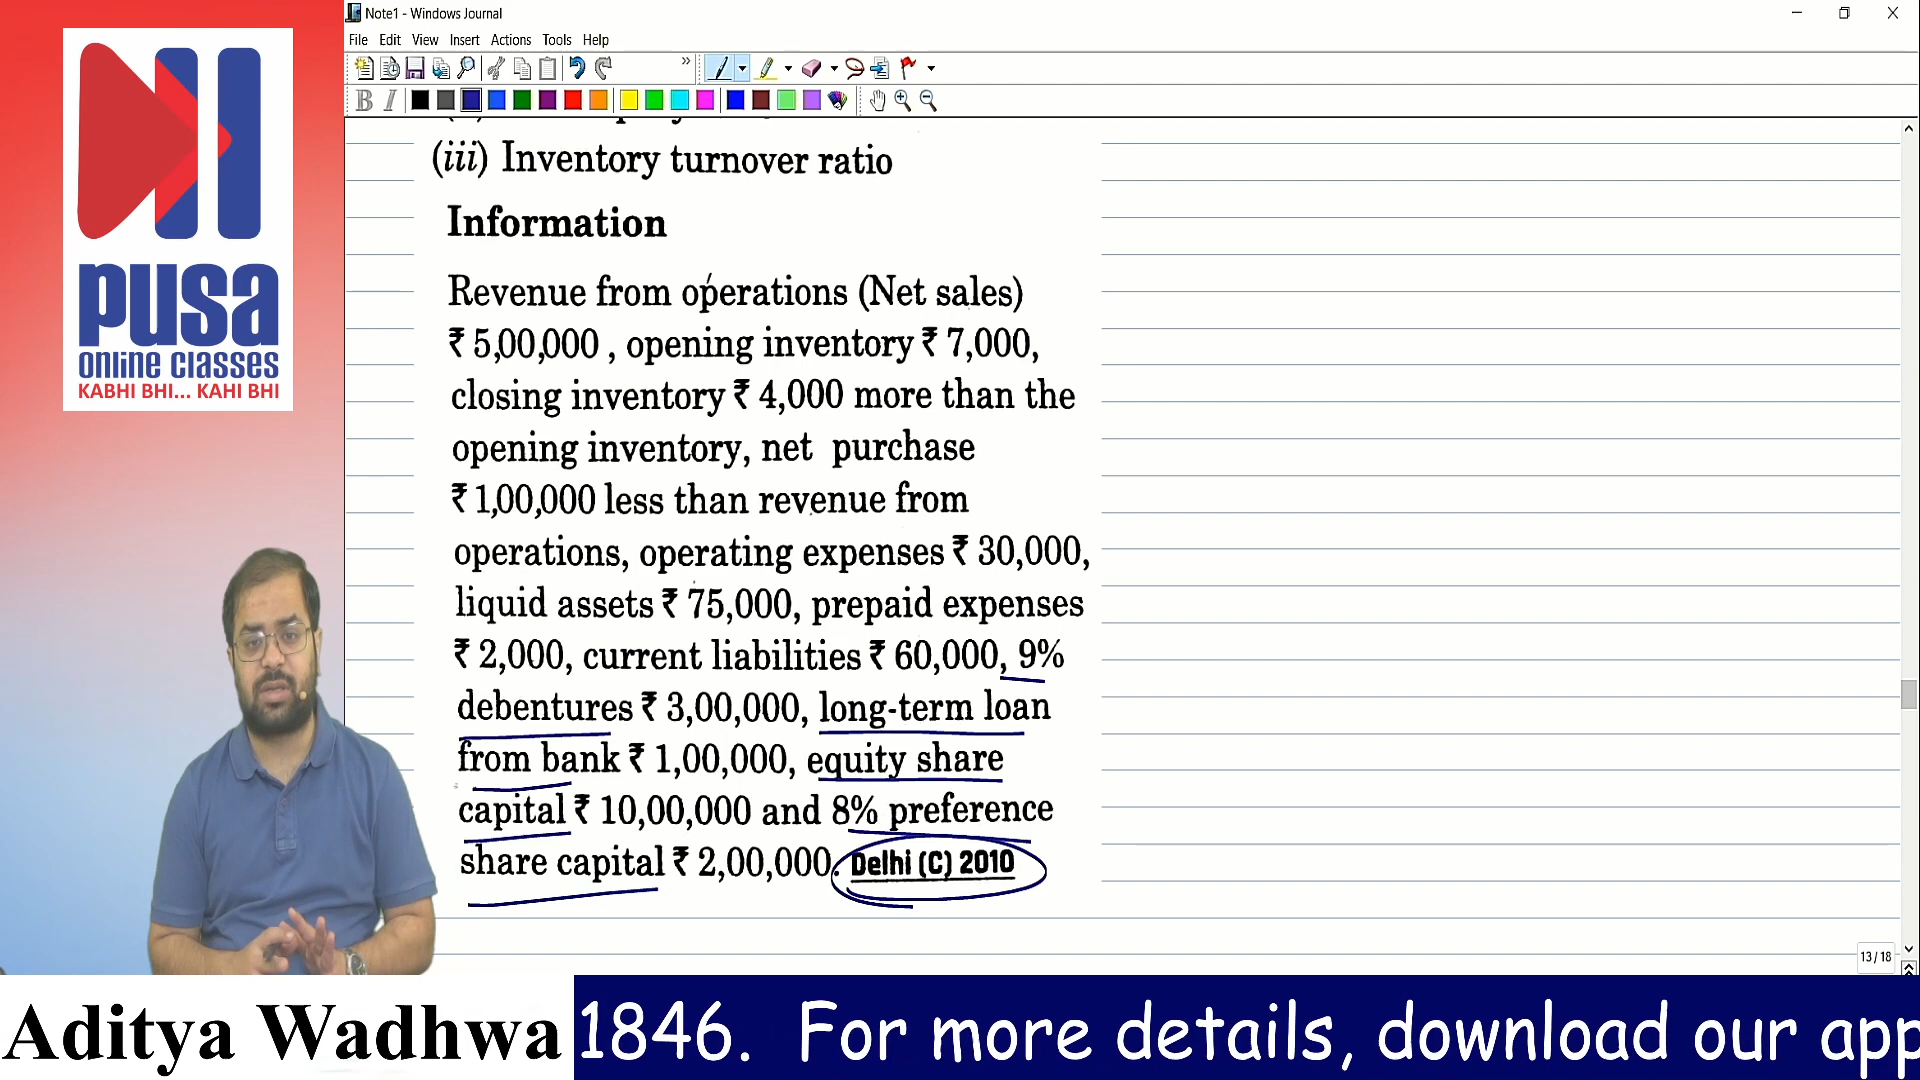 Note1 - Windows Journal
File Edit View Insert Actions Tools Help
(iii) Inventory turnover ratio
Information
Revenue from operations (Net sales)
₹ 5,00,000 , opening inventory ₹ 7,000,
closing inventory ₹ 4,000 more than the
opening inventory, net purchase
₹ 1,00,000 less than revenue from
operations, operating expenses ₹ 30,000,
liquid assets ₹ 75,000, prepaid expenses
₹ 2,000, current liabilities ₹ 60,000, 9%
debentures ₹ 3,00,000, long-term loan
from bank ₹ 1,00,000, equity share
capital ₹ 10,00,000 and 8% preference
share capital ₹ 2,00,000. Delhi (C) 2010
13 / 18
PUSA
ONLINE CLASSES
KABHI BHI... KAHI BHI
Aditya Wadhwa
1846. For more details, download our app